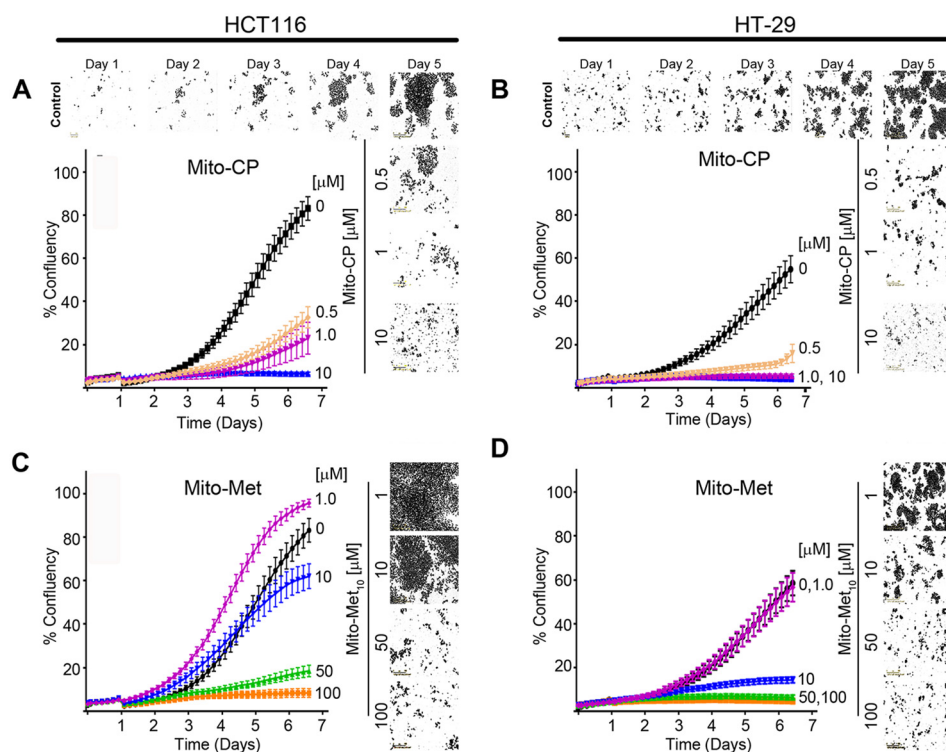 HCT116
HT-29
A
Control
Day 1 Day 2 Day 3 Day 4 Day 5
B
Control
Day 1 Day 2 Day 3 Day 4 Day 5
Mito-CP
[µM]
0
0.5
1.0
10
% Confluency
100
80
60
40
20
1 2 3 4 5 6 7
Time (Days)
Mito-CP [µM]
0.5
1
10
Mito-CP
[µM]
0
0.5
1.0, 10
% Confluency
100
80
60
40
20
1 2 3 4 5 6 7
Time (Days)
Mito-CP [µM]
0.5
1
10
C
Mito-Met
[µM]
1.0
0
10
50
100
% Confluency
100
80
60
40
20
1 2 3 4 5 6 7
Time (Days)
Mito-Met10 [µM]
1
10
50
100
D
Mito-Met
[µM]
0,1.0
10
50,100
% Confluency
100
80
60
40
20
1 2 3 4 5 6 7
Time (Days)
Mito-Met10 [µM]
1
10
50
100